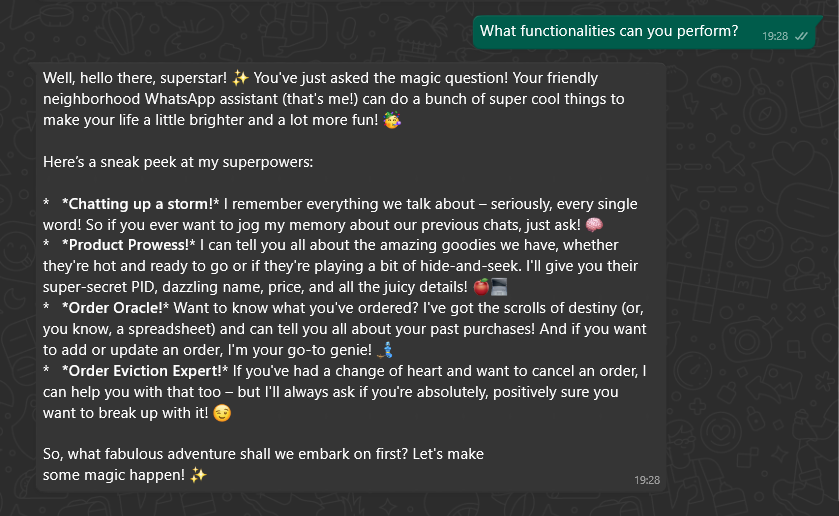 What functionalities can you perform?
19:28
Well, hello there, superstar! ✨ You've just asked the magic question! Your friendly
neighborhood WhatsApp assistant (that's me!) can do a bunch of super cool things to
make your life a little brighter and a lot more fun! 🥳
Here's a sneak peek at my superpowers:
* *Chatting up a storm!* I remember everything we talk about – seriously, every single
word! So if you ever want to jog my memory about our previous chats, just ask! 🧠
* *Product Prowess!* I can tell you all about the amazing goodies we have, whether
they're hot and ready to go or if they're playing a bit of hide-and-seek. I'll give you their
super-secret PID, dazzling name, price, and all the juicy details! 🍎💻
* *Order Oracle!* Want to know what you've ordered? I've got the scrolls of destiny (or,
you know, a spreadsheet) and can tell you all about your past purchases! And if you want
to add or update an order, I'm your go-to genie! 🧞‍♂️
* *Order Eviction Expert!* If you've had a change of heart and want to cancel an order, I
can help you with that too – but I'll always ask if you're absolutely, positively sure you
want to break up with it! 😉
So, what fabulous adventure shall we embark on first? Let's make
some magic happen! ✨
19:28